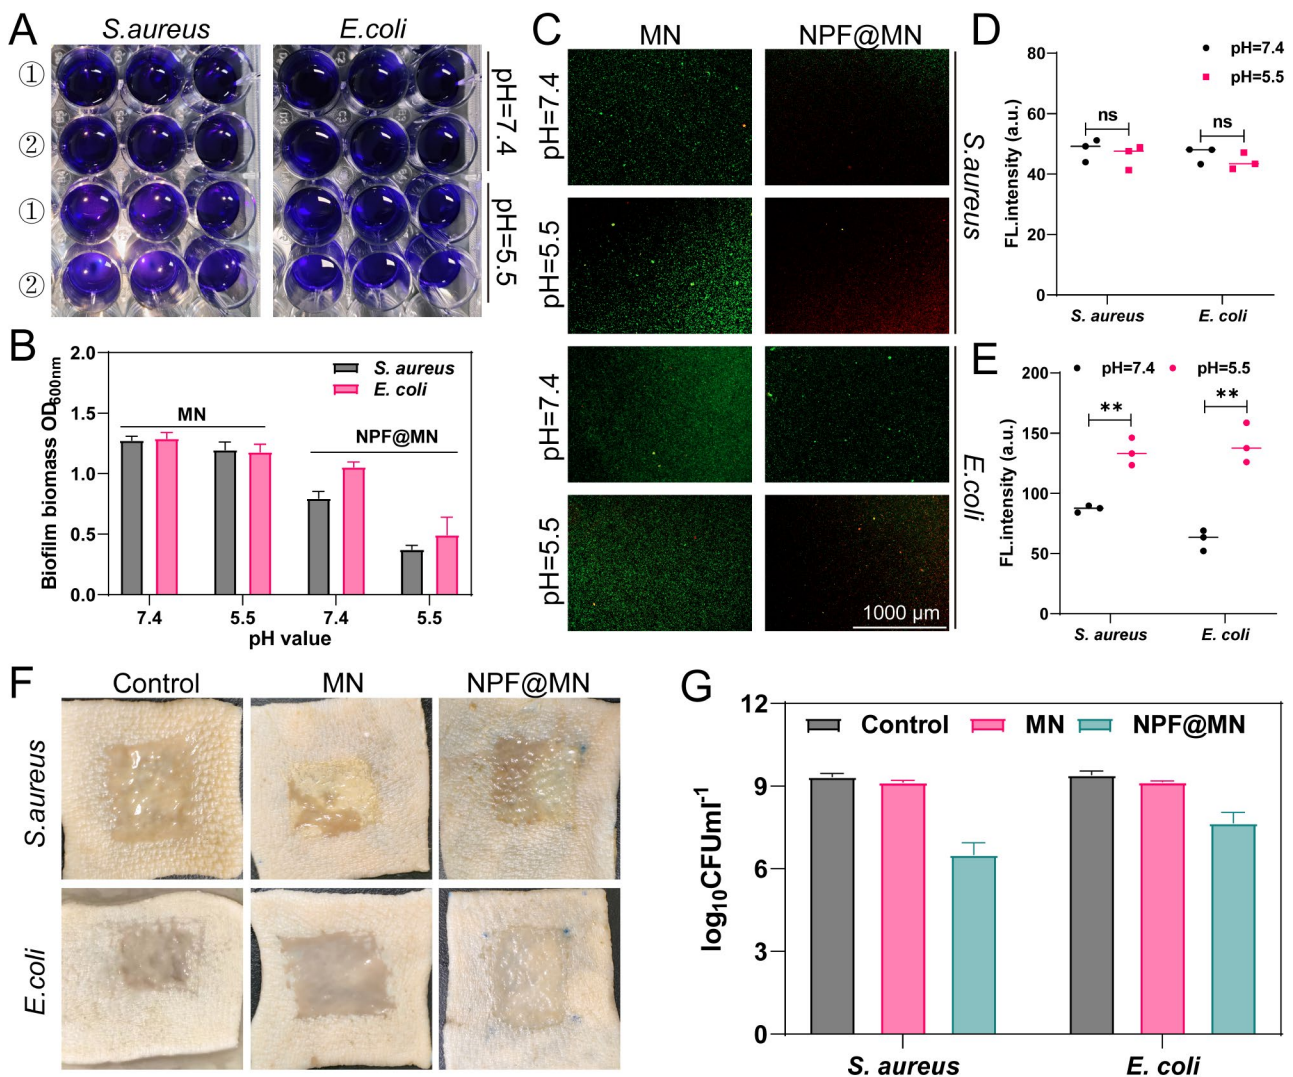 A
S.aureus
E.coli
①
②
①
②
pH=7.4
pH=5.5
B
Biofilm biomass OD600nm
2.0
1.5
1.0
0.5
0.0
S. aureus
E. coli
MN
NPF@MN
7.4
5.5
7.4
5.5
pH value
C
MN
NPF@MN
pH=7.4
pH=5.5
pH=7.4
pH=5.5
S.aureus
E.coli
1000 μm
D
FL.intensity (a.u.)
80
60
40
20
0
pH=7.4
pH=5.5
ns
ns
S. aureus
E. coli
E
FL.intensity (a.u.)
200
150
100
50
0
pH=7.4
pH=5.5
**
**
S. aureus
E. coli
F
Control
MN
NPF@MN
S.aureus
E.coli
G
log10CFUml-1
12
9
6
3
0
Control
MN
NPF@MN
S. aureus
E. coli